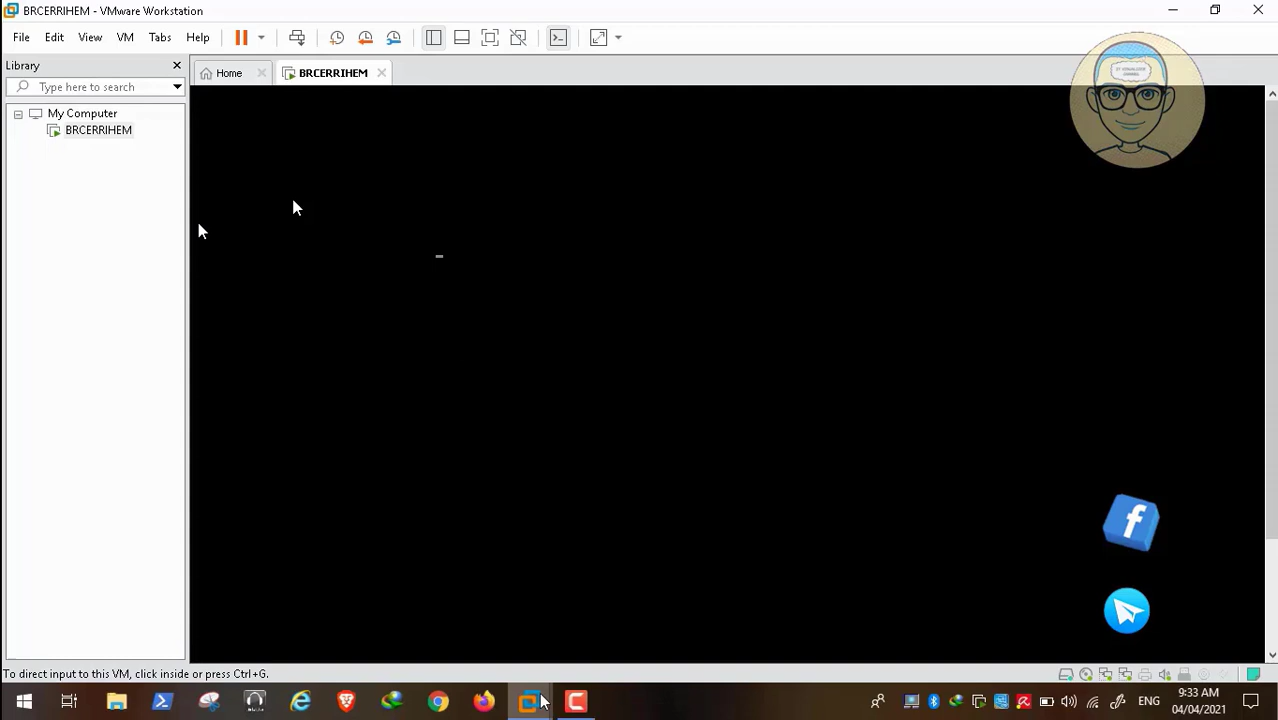 BRCERRIHEM - VMware Workstation
File Edit View VM Tabs Help
Library
Home
BRCERRIHEM
Type here to search
My Computer
BRCERRIHEM
To direct input to this VM, click inside or press Ctrl+G.
ENG
9:33 AM
04/04/2021